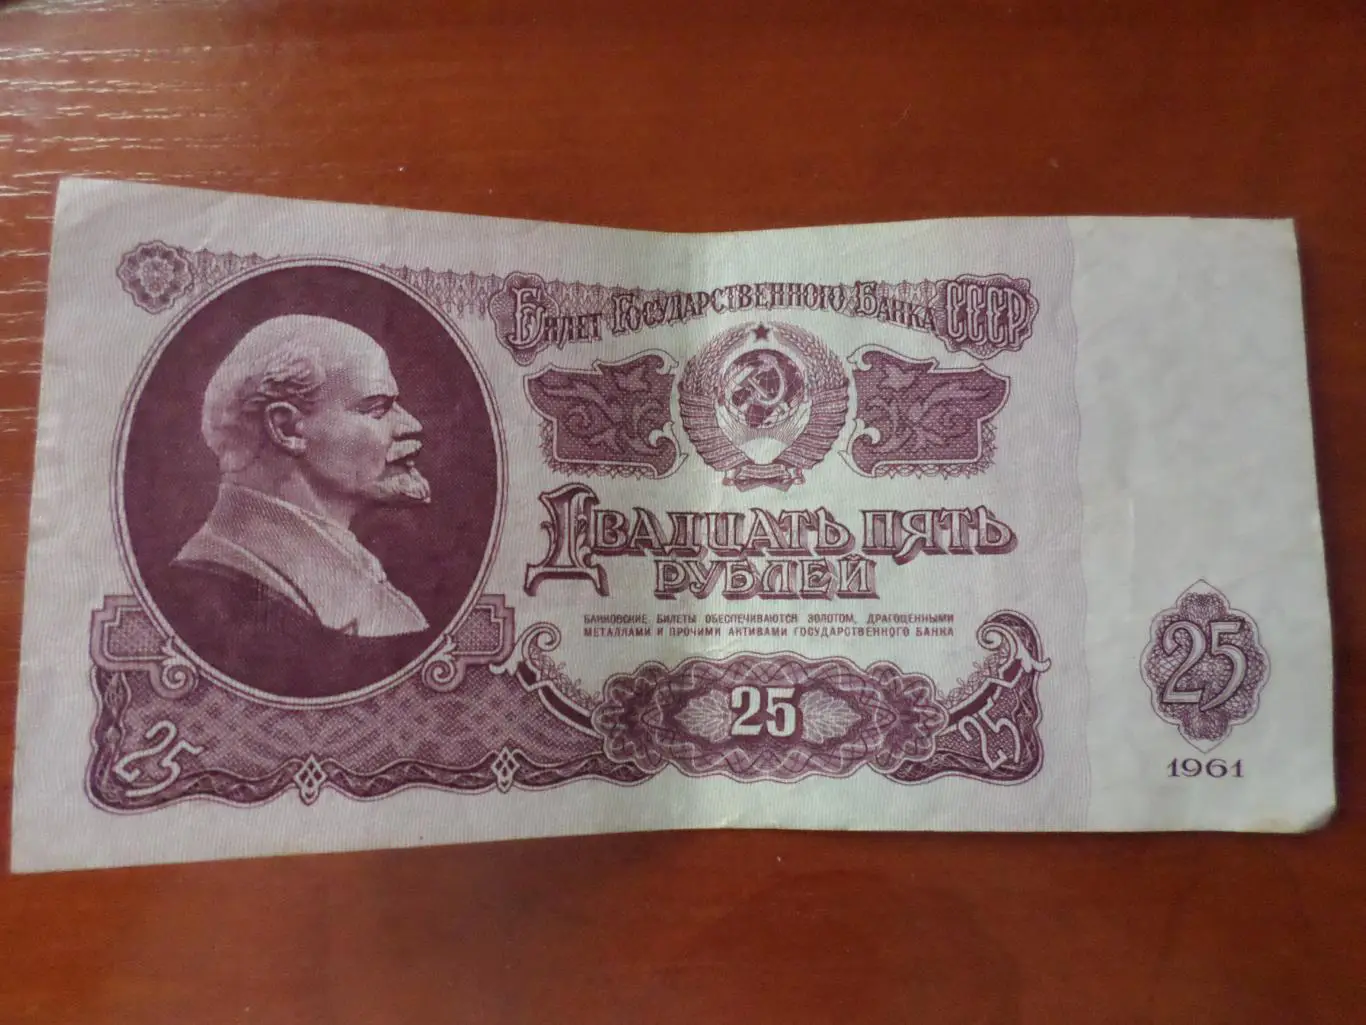 Билет Государственного Банка СССР
Двадцать пять
рублей
БАНКОВСКИЕ БИЛЕТЫ ОБЕСПЕЧИВАЮТСЯ ЗОЛОТОМ, ДРАГОЦЕННЫМИ
МЕТАЛЛАМИ И ПРОЧИМИ АКТИВАМИ ГОСУДАРСТВЕННОГО БАНКА
25
25
25
25
1961